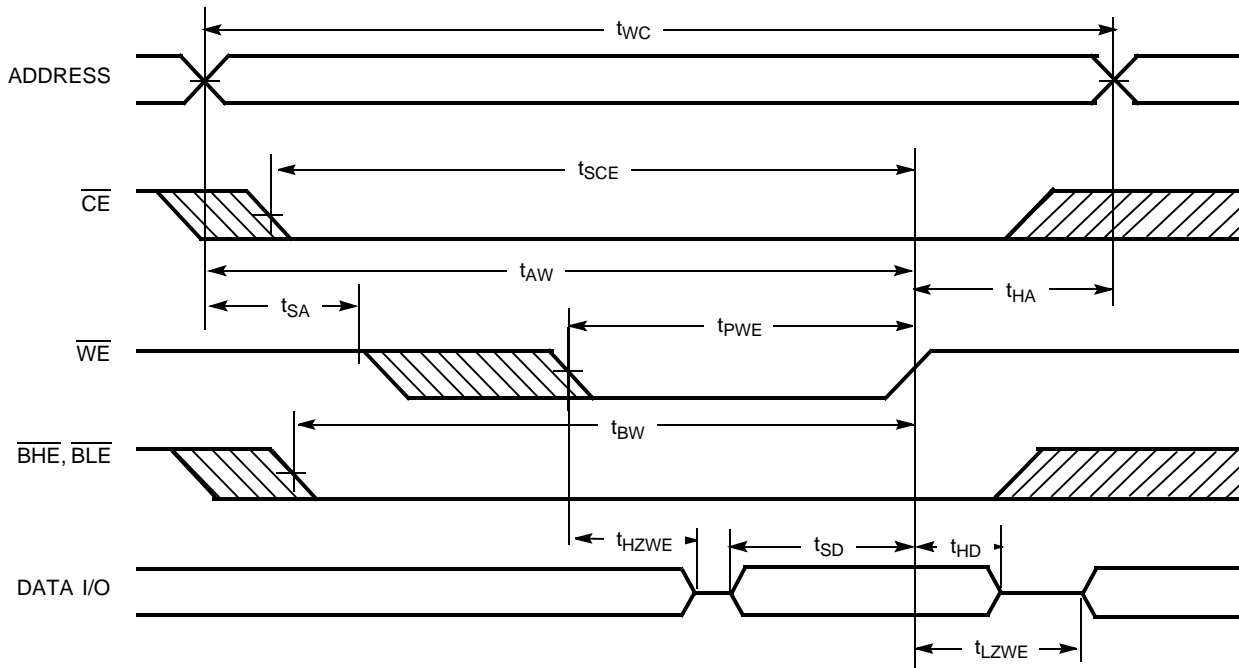 tWC
ADDRESS
tSCE
CE
tAW
tSA
tHA
tPWE
WE
tBW
BHE, BLE
tHZWE
tSD
tHD
DATA I/O
tLZWE